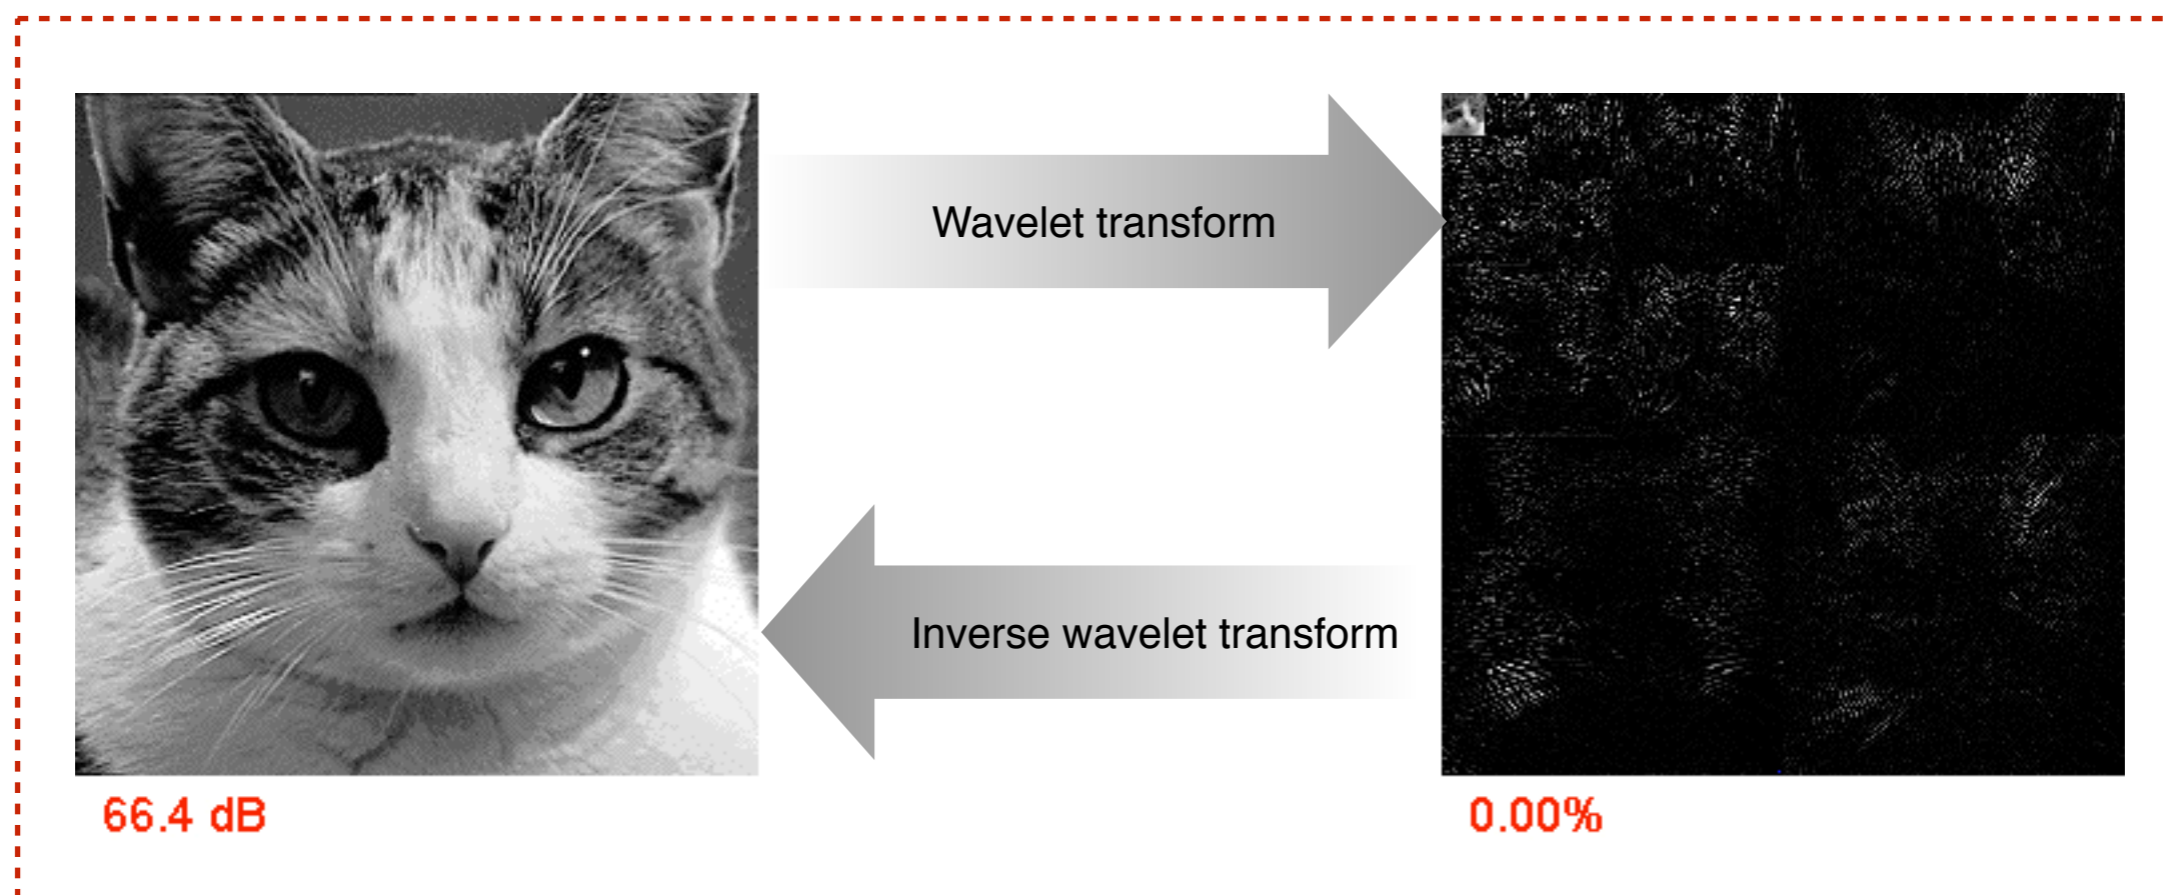 Wavelet transform
Inverse wavelet transform
66.4 dB
0.00%